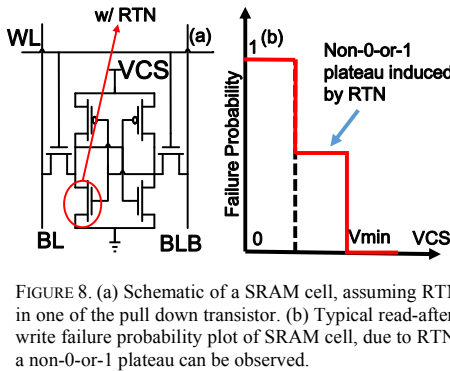 w/ RTN
WL
(a)
VCS
BL
BLB
(b)
1
Non-0-or-1
plateau induced
by RTN
Failure Probability
0
Vmin
VCS
FIGURE 8. (a) Schematic of a SRAM cell, assuming RTN
in one of the pull down transistor. (b) Typical read-after
write failure probability plot of SRAM cell, due to RTN
a non-0-or-1 plateau can be observed.